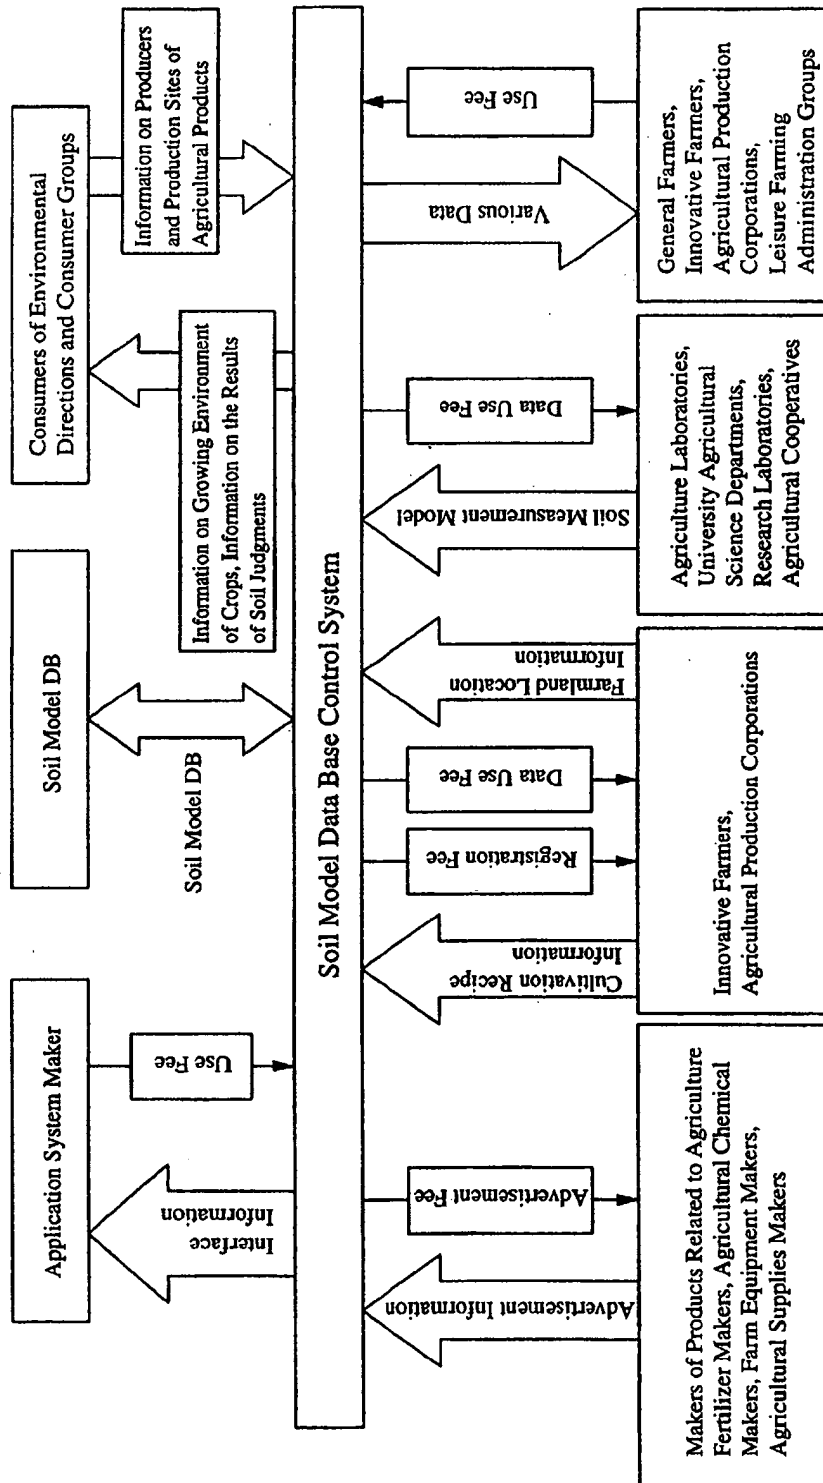 Application System Maker
Interface
Information
Use Fee
Soil Model DB
Soil Model DB
Consumers of Environmental
Directions and Consumer Groups
Information on Growing Environment
of Crops, Information on the Results
of Soil Judgments
Information on Producers
and Production Sites of
Agricultural Products
Soil Model Data Base Control System
Advertisement Information
Advertisement Fee
Cultivation Recipe
Information
Registration Fee
Data Use Fee
Farmland Location
Information
Soil Measurement Model
Data Use Fee
Various Data
Use Fee
Makers of Products Related to Agriculture
Fertilizer Makers, Agricultural Chemical
Makers, Farm Equipment Makers,
Agricultural Supplies Makers
Innovative Farmers,
Agricultural Production Corporations
Agriculture Laboratories,
University Agricultural
Science Departments,
Research Laboratories,
Agricultural Cooperatives
General Farmers,
Innovative Farmers,
Agricultural Production
Corporations,
Leisure Farming
Administration Groups